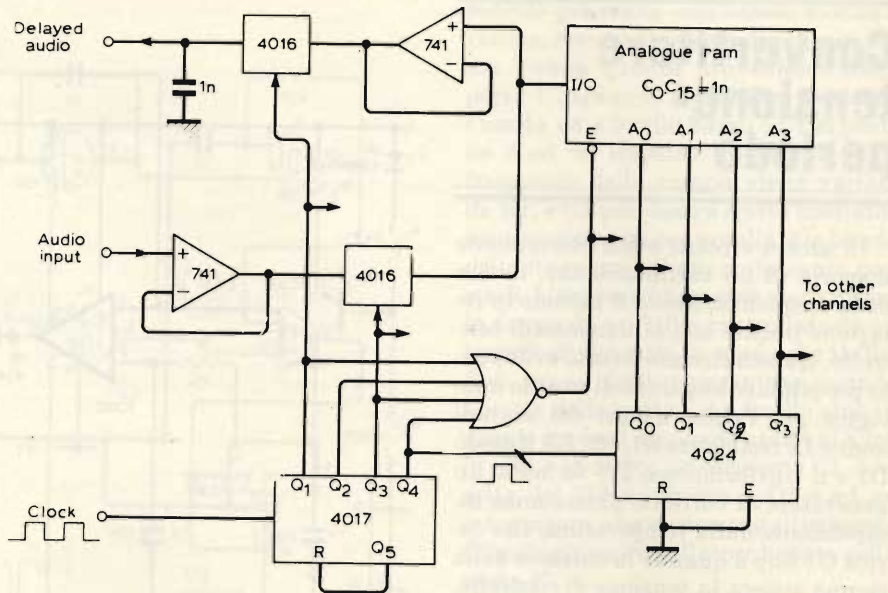 Delayed
audio
4016
741
+
−
1n
Analogue ram
I/O
C₀C₁₅=1n
E
A₀
A₁
A₂
A₃
Audio
input
741
+
4016
To other
channels
Q₀
Q₁
Q₂
Q₃
4024
R
E
Q₁
Q₂
Q₃
Q₄
4017
Clock
R
Q₅